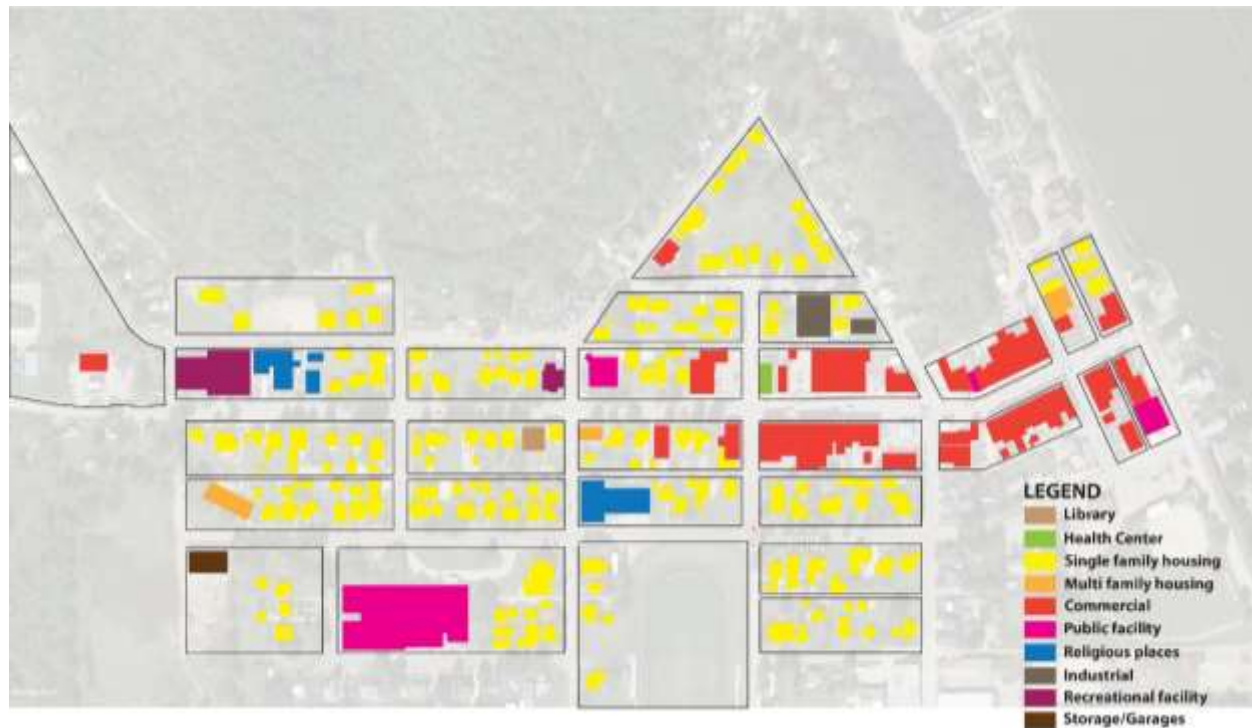 LEGEND
Library
Health Center
Single family housing
Multi family housing
Commercial
Public facility
Religious places
Industrial
Recreational facility
Storage/Garages